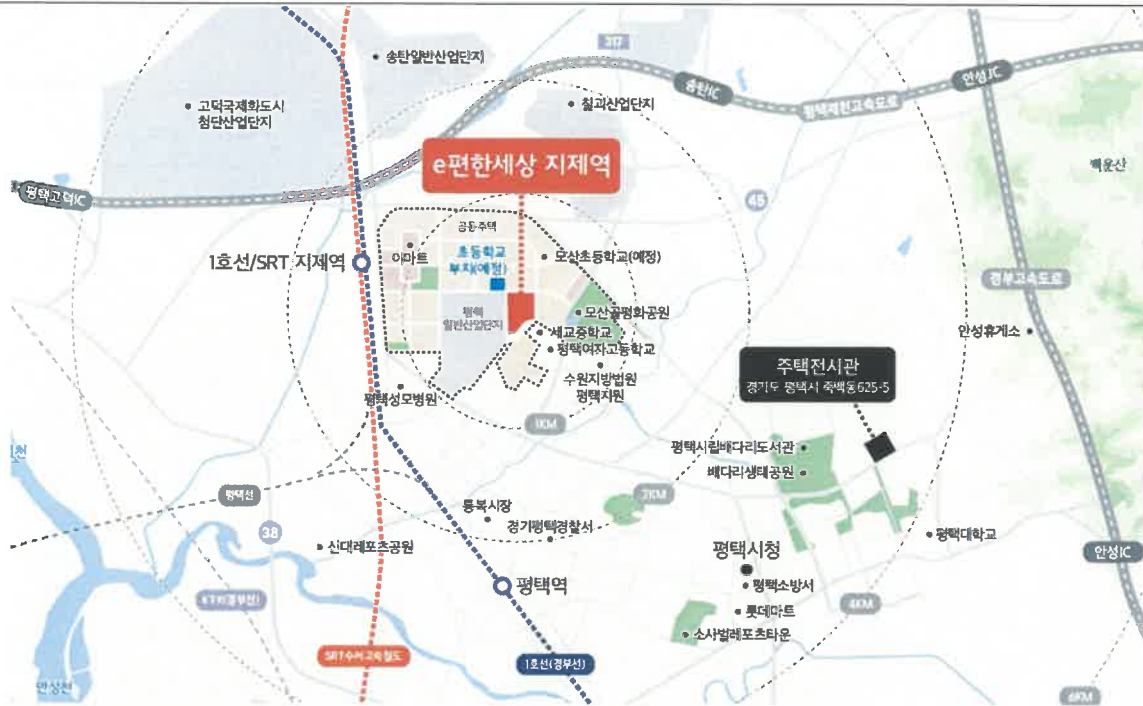 송탄일반산업단지
317
고덕국제화도시
첨단산업단지
칠괴산업단지
송탄IC
평택제천고속도로
안성JC
백운산
e편한세상 지제역
평택고덕IC
45
공동주택
이마트
초등학교
부지(예정)
모산초등학교(예정)
1호선/SRT 지제역
경부고속도로
평택
일반산업단지
모산골평화공원
세교중학교
평택여자고등학교
수원지방법원
평택지원
안성휴게소
주택전시관
경기도 평택시 죽백동625-5
평택성모병원
1KM
평택시립배다리도서관
배다리생태공원
평택선
2KM
통복시장
경기평택경찰서
38
신대레포츠공원
평택시청
평택대학교
안성IC
평택역
평택소방서
KTX(경부선)
4KM
롯데마트
소사벌레포츠타운
SRT수서고속철도
1호선(경부선)
안성천
6KM